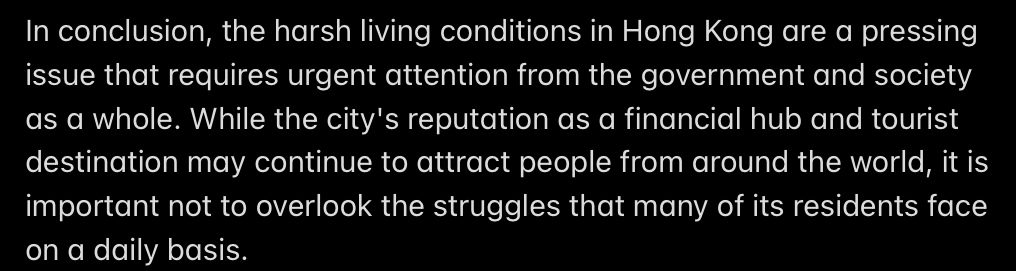 In conclusion, the harsh living conditions in Hong Kong are a pressing
issue that requires urgent attention from the government and society
as a whole. While the city's reputation as a financial hub and tourist
destination may continue to attract people from around the world, it is
important not to overlook the struggles that many of its residents face
on a daily basis.